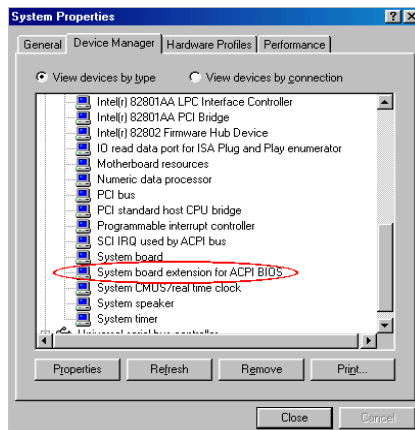 System Properties
General Device Manager Hardware Profiles Performance
View devices by type View devices by connection
Intel(r) 82801AA LPC Interface Controller
Intel(r) 82801AA PCI Bridge
Intel(r) 82802 Firmware Hub Device
IO read data port for ISA Plug and Play enumerator
Motherboard resources
Numeric data processor
PCI bus
PCI standard host CPU bridge
Programmable interrupt controller
SCI IRQ used by ACPI bus
System board
System board extension for ACPI BIOS
System CMOS/real time clock
System speaker
System timer
Universal serial bus controller
Properties Refresh Remove Print...
Close Cancel